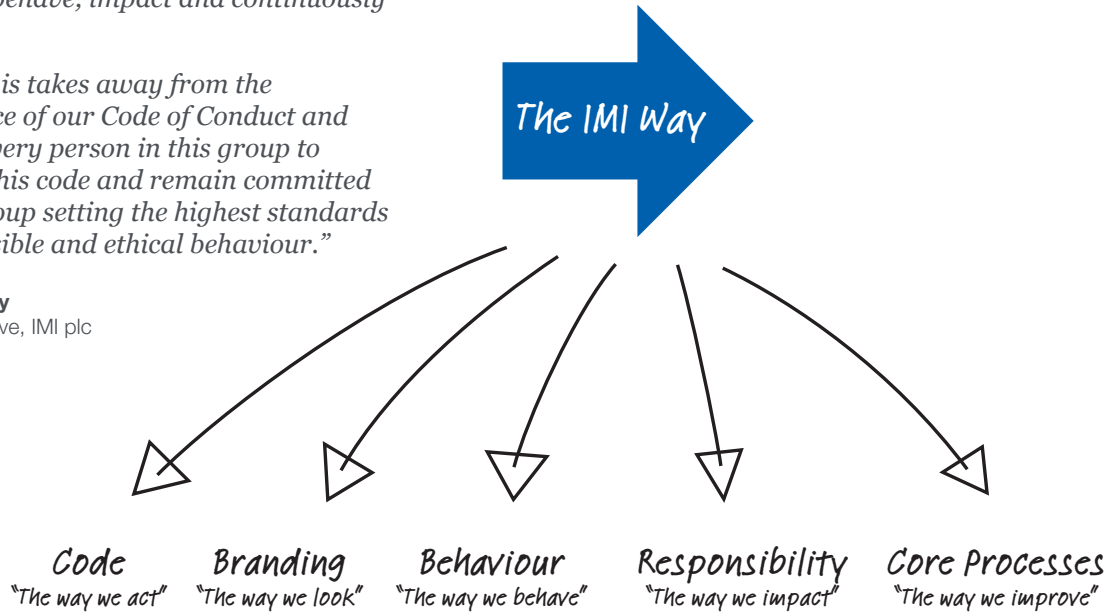 behave, impact and continuously
is takes away from the
ce of our Code of Conduct and
very person in this group to
his code and remain committed
oup setting the highest standards
sible and ethical behaviour.”
y
ve, IMI plc
The IMI Way
Code
"The way we act"
Branding
"The way we look"
Behaviour
"The way we behave"
Responsibility
"The way we impact"
Core Processes
"The way we improve"